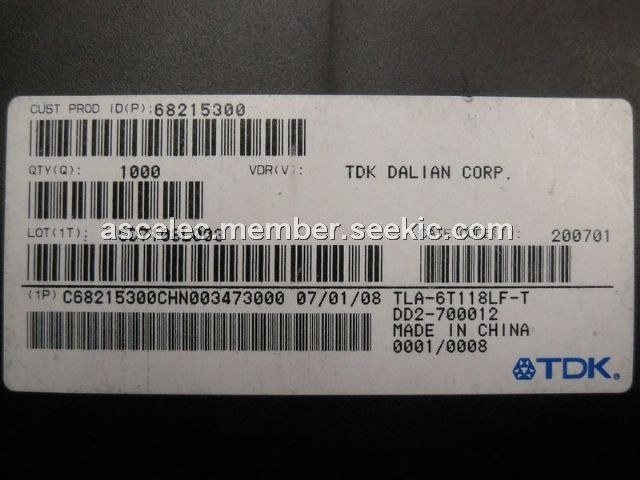 CUST PROD ID(P): 68215300
QTY(Q): 1000 VDR(V): TDK DALIAN CORP.
ascelec.member.seekic.com
LOT(1T): 200701
(1P) C68215300CHN003473000 07/01/08 TLA-6T118LF-T
DD2-700012
MADE IN CHINA
0001/0008
TDK